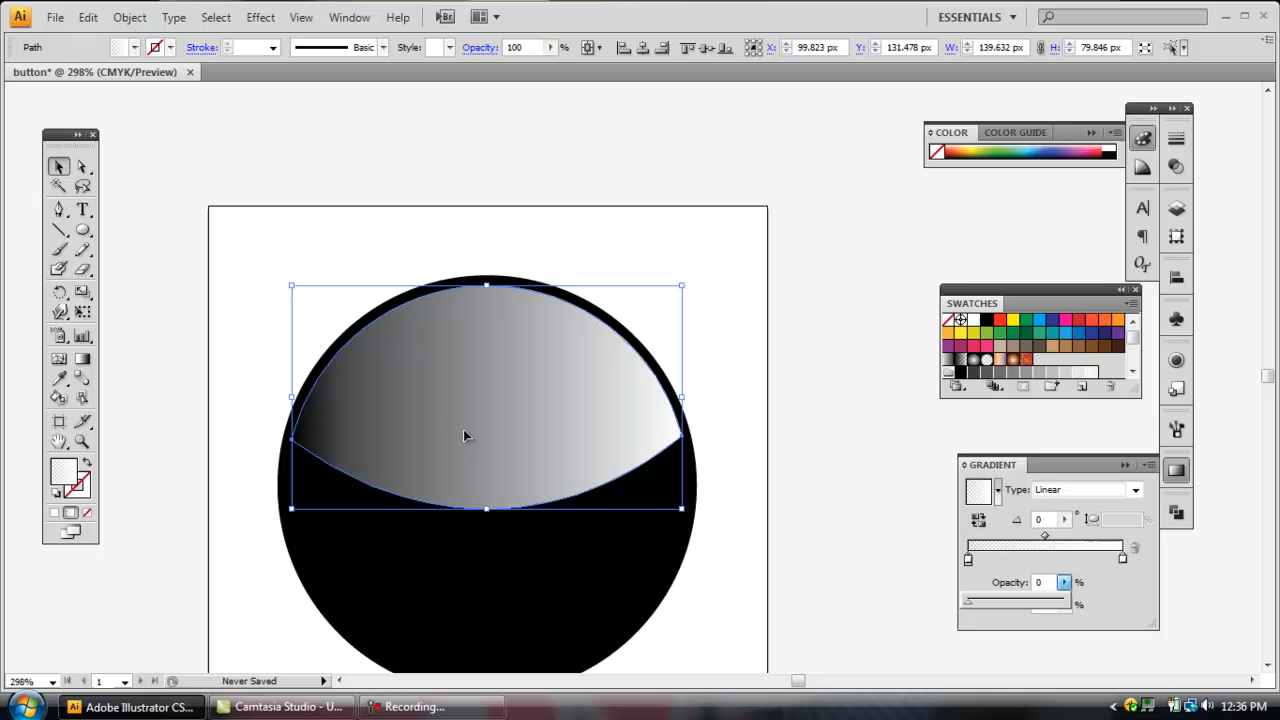 Ai File Edit Object Type Select Effect View Window Help Br ESSENTIALS
Path Stroke: Basic Style: Opacity: 100 % X: 99.823 px Y: 131.478 px W: 139.632 px H: 79.846 px
button* @ 298% (CMYK/Preview)
COLOR COLOR GUIDE
SWATCHES
GRADIENT
Type: Linear
0 ° %
Opacity: 0 %
%
298% 1 Never Saved
Ai Adobe Illustrator CS... Camtasia Studio - U... Recording... 12:36 PM